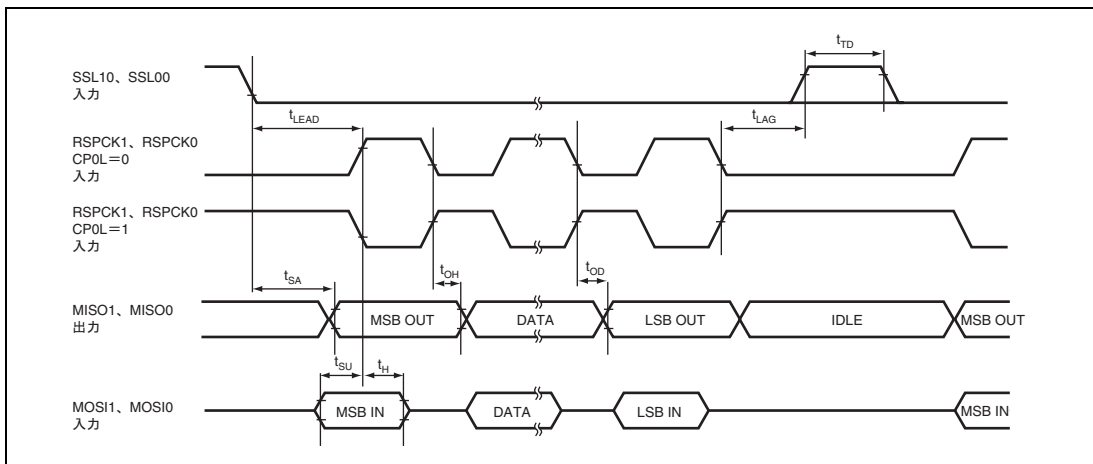 tTD
SSL10、SSL00
入力
tLEAD
tLAG
RSPCK1、RSPCK0
CP0L=0
入力
RSPCK1、RSPCK0
CP0L=1
入力
tSA
tOH
tOD
MISO1、MISO0
出力
MSB OUT
DATA
LSB OUT
IDLE
MSB OUT
tSU
tH
MOSI1、MOSI0
入力
MSB IN
DATA
LSB IN
MSB IN